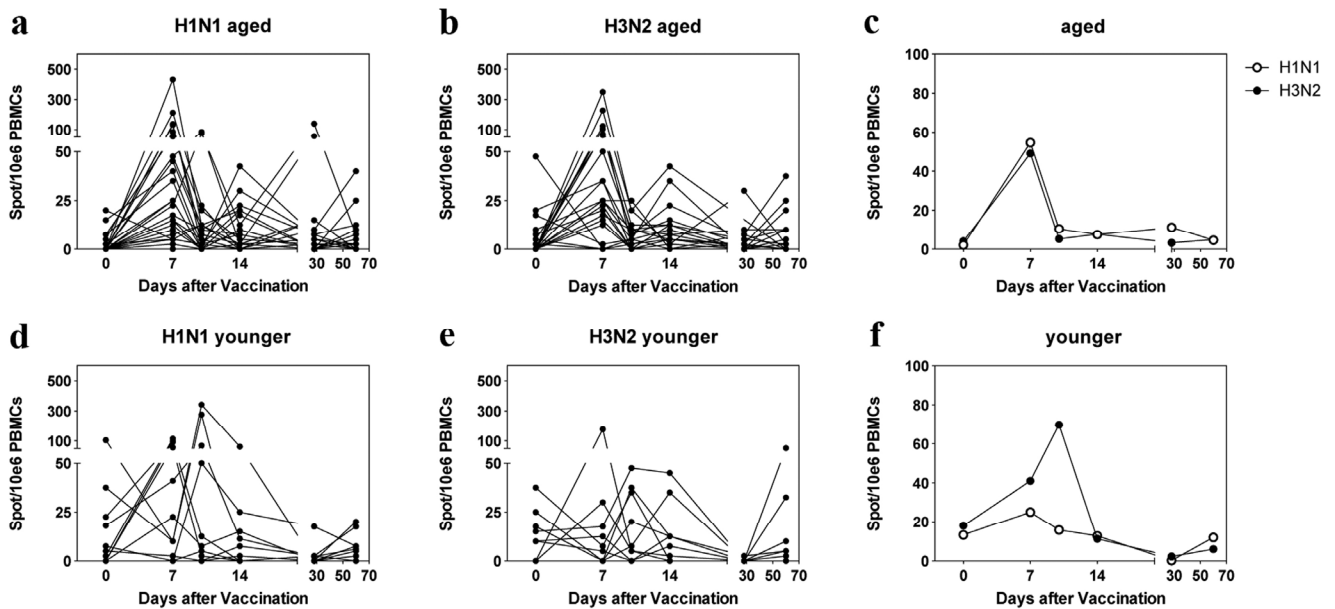 a
H1N1 aged
Spot/10e6 PBMCs
500
300
100
50
25
0
0 7 14 30 50 70
Days after Vaccination
b
H3N2 aged
Spot/10e6 PBMCs
500
300
100
50
25
0
0 7 14 30 50 70
Days after Vaccination
c
aged
Spot/10e6 PBMCs
100
80
60
40
20
0
0 7 14 30 50 70
Days after Vaccination
H1N1
H3N2
d
H1N1 younger
Spot/10e6 PBMCs
500
300
100
50
25
0
0 7 14 30 50 70
Days after Vaccination
e
H3N2 younger
Spot/10e6 PBMCs
500
300
100
50
25
0
0 7 14 30 50 70
Days after Vaccination
f
younger
Spot/10e6 PBMCs
100
80
60
40
20
0
0 7 14 30 50 70
Days after Vaccination